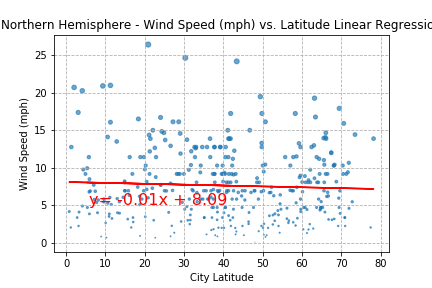 Northern Hemisphere - Wind Speed (mph) vs. Latitude Linear Regressio
25
20
15
10
5
0
Wind Speed (mph)
y= -0.01x + 8.09
0 10 20 30 40 50 60 70 80
City Latitude